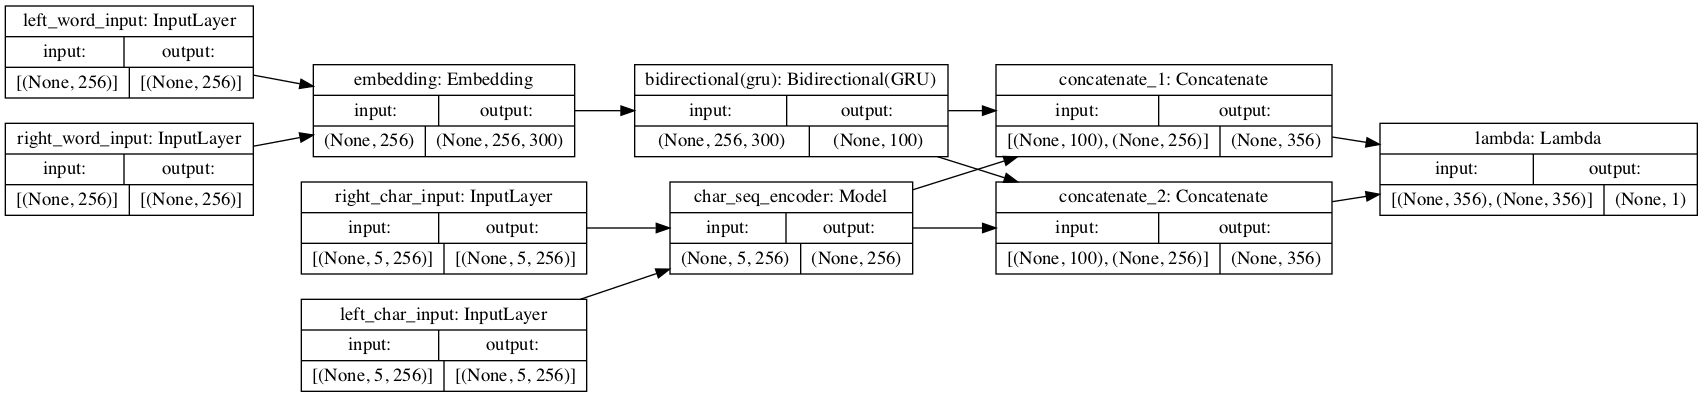 left_word_input: InputLayer
input: output:
[(None, 256)] [(None, 256)]
right_word_input: InputLayer
input: output:
[(None, 256)] [(None, 256)]
embedding: Embedding
input: output:
(None, 256) (None, 256, 300)
right_char_input: InputLayer
input: output:
[(None, 5, 256)] [(None, 5, 256)]
left_char_input: InputLayer
input: output:
[(None, 5, 256)] [(None, 5, 256)]
bidirectional(gru): Bidirectional(GRU)
input: output:
(None, 256, 300) (None, 100)
char_seq_encoder: Model
input: output:
(None, 5, 256) (None, 256)
concatenate_1: Concatenate
input: output:
[(None, 100), (None, 256)] (None, 356)
concatenate_2: Concatenate
input: output:
[(None, 100), (None, 256)] (None, 356)
lambda: Lambda
input: output:
[(None, 356), (None, 356)] (None, 1)